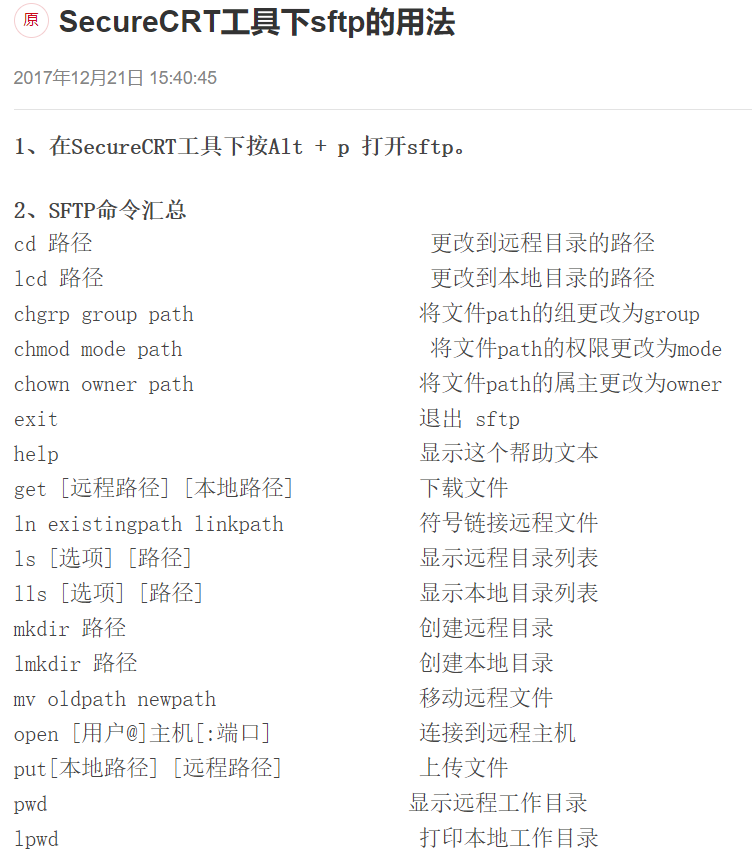 原 SecureCRT工具下sftp的用法
2017年12月21日 15:40:45
1、在SecureCRT工具下按Alt + p 打开sftp。
2、SFTP命令汇总
cd 路径 更改到远程目录的路径
lcd 路径 更改到本地目录的路径
chgrp group path 将文件path的组更改为group
chmod mode path 将文件path的权限更改为mode
chown owner path 将文件path的属主更改为owner
exit 退出 sftp
help 显示这个帮助文本
get [远程路径] [本地路径] 下载文件
ln existingpath linkpath 符号链接远程文件
ls [选项] [路径] 显示远程目录列表
lls [选项] [路径] 显示本地目录列表
mkdir 路径 创建远程目录
lmkdir 路径 创建本地目录
mv oldpath newpath 移动远程文件
open [用户@]主机[:端口] 连接到远程主机
put[本地路径] [远程路径] 上传文件
pwd 显示远程工作目录
lpwd 打印本地工作目录